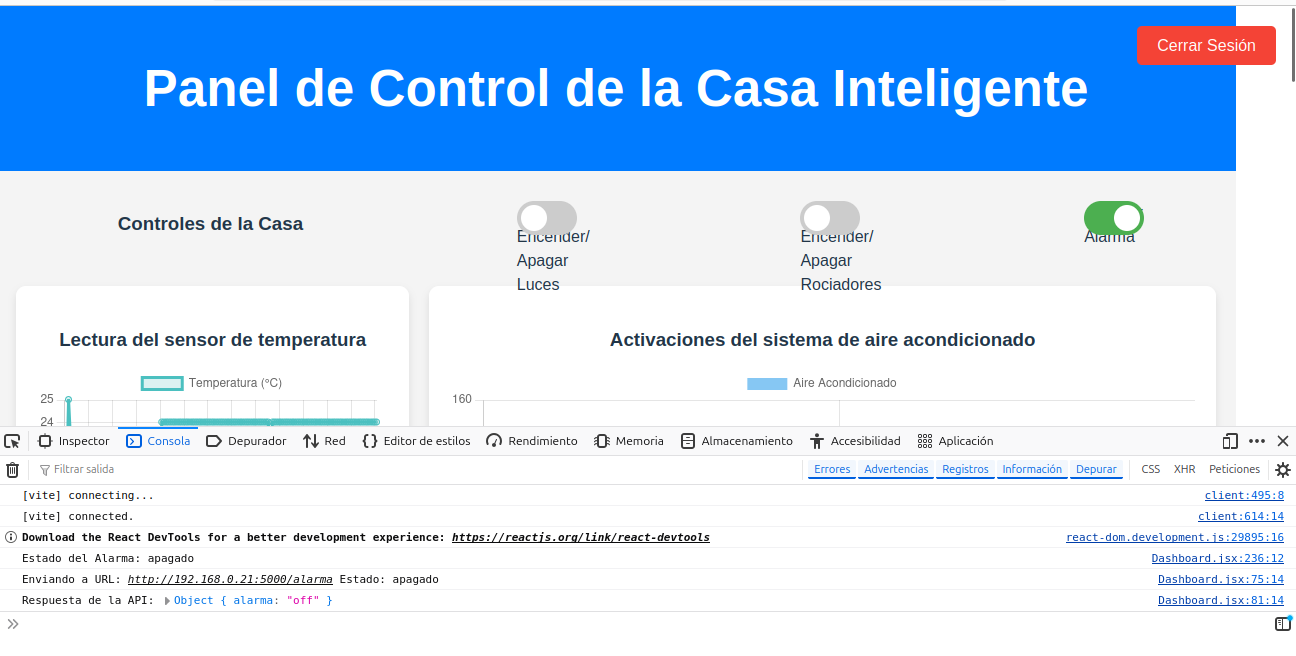 Cerrar Sesión
Panel de Control de la Casa Inteligente
Controles de la Casa
Encender/
Apagar
Luces
Encender/
Apagar
Rociadores
Alarma
Lectura del sensor de temperatura
Temperatura (°C)
25
24
Activaciones del sistema de aire acondicionado
Aire Acondicionado
160
Inspector Consola Depurador Red Editor de estilos Rendimiento Memoria Almacenamiento Accesibilidad Aplicación
Filtrar salida Errores Advertencias Registros Información Depurar CSS XHR Peticiones
[vite] connecting... client:495:8
[vite] connected. client:614:14
Download the React DevTools for a better development experience: https://reactjs.org/link/react-devtools react-dom.development.js:29895:16
Estado del Alarma: apagado Dashboard.jsx:236:12
Enviando a URL: http://192.168.0.21:5000/alarma Estado: apagado Dashboard.jsx:75:14
Respuesta de la API: Object { alarma: "off" } Dashboard.jsx:81:14